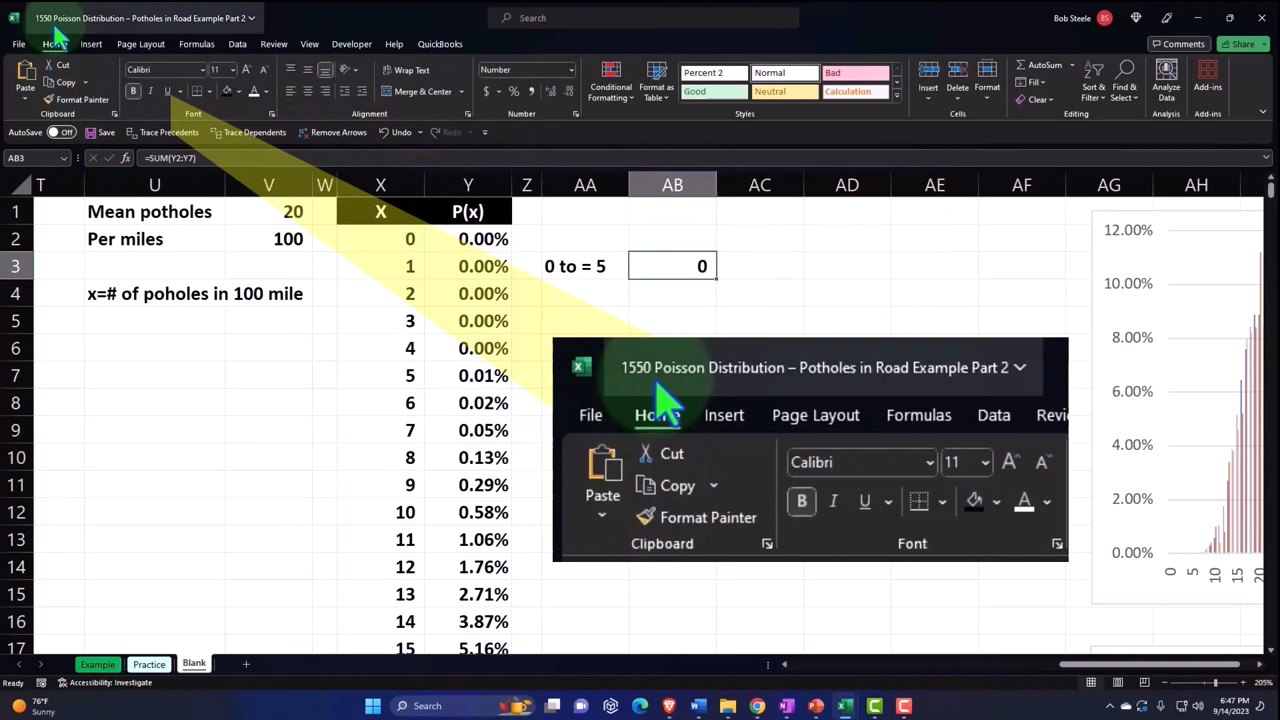 1550 Poisson Distribution – Potholes in Road Example Part 2
Search
Bob Steele
BS
File Home Insert Page Layout Formulas Data Review View Developer Help QuickBooks
Comments
Share
Paste
Cut
Copy
Format Painter
Clipboard
Calibri
11
B I U
Font
Wrap Text
Merge & Center
Alignment
Number
$ % ,
Number
Conditional Formatting
Format as Table
Percent 2 Normal Bad
Good Neutral Calculation
Styles
Insert Delete Format
Cells
AutoSum
Fill
Clear
Sort & Filter
Find & Select
Editing
Analyze Data
Analysis
Add-ins
Add-ins
AutoSave Off Save Trace Precedents Trace Dependents Remove Arrows Undo Redo
AB3 fx =SUM(Y2:Y7)
T U V W X Y Z AA AB AC AD AE AF AG AH
1 Mean potholes 20 X P(x)
2 Per miles 100 0 0.00%
3 1 0.00% 0 to = 5 0
4 x=# of poholes in 100 mile 2 0.00%
5 3 0.00%
6 4 0.00%
7 5 0.01%
8 6 0.02%
9 7 0.05%
10 8 0.13%
11 9 0.29%
12 10 0.58%
13 11 1.06%
14 12 1.76%
15 13 2.71%
16 14 3.87%
17 15 5.16%
12.00%
10.00%
8.00%
6.00%
4.00%
2.00%
0.00%
0 5 10 15 20
1550 Poisson Distribution – Potholes in Road Example Part 2
File Home Insert Page Layout Formulas Data Revi
Paste
Cut
Copy
Format Painter
Clipboard
Calibri
11
B I U
Font
Example Practice Blank
Ready Accessibility: Investigate
205%
76°F
Sunny
Search
6:47 PM
9/14/2023